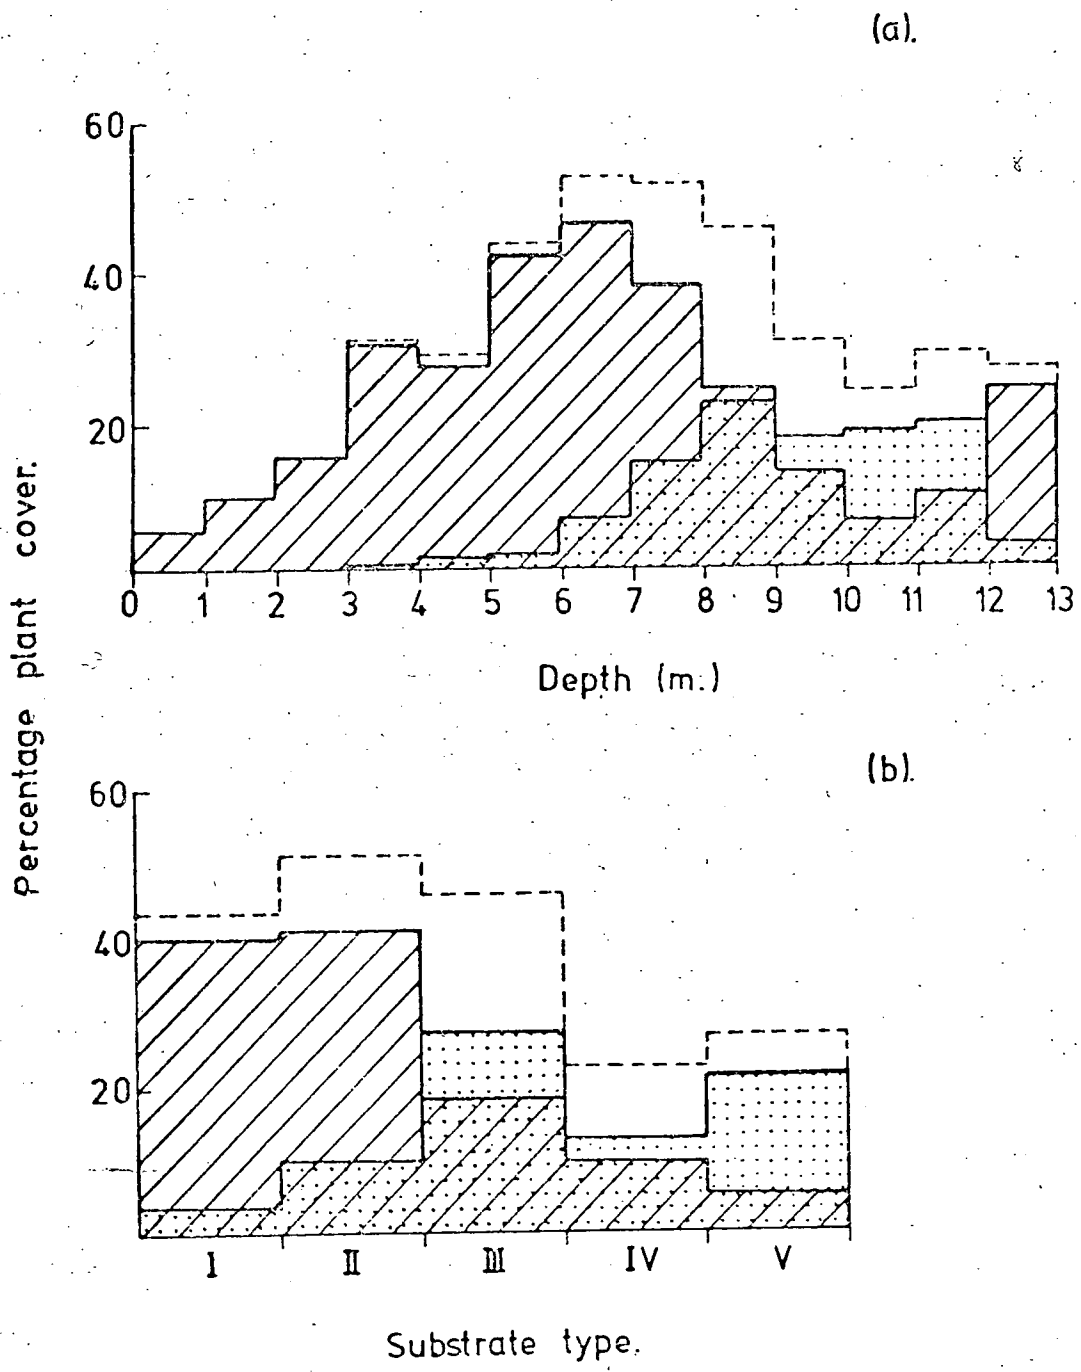 (a).
60
40
20
0 1 2 3 4 5 6 7 8 9 10 11 12 13
Depth (m.)
Percentage plant cover.
(b).
60
40
20
I II III IV V
Substrate type.